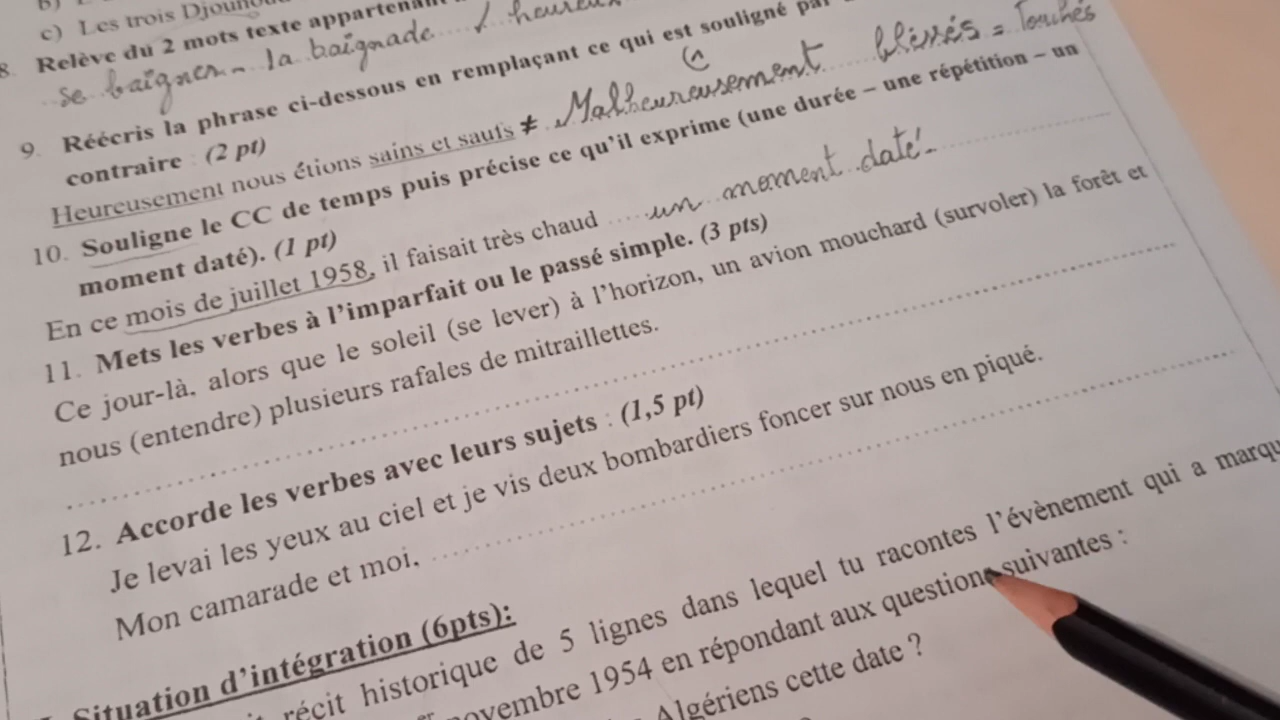 c) Les trois
8. Relève du 2 mots texte
se baigner - la baignade / heureux
9. Réécris la phrase ci-dessous en remplaçant ce qui est souligné par
contraire : (2 pt)
Heureusement nous étions sains et saufs ≠ Malheureusement blessés = Touchés
10. Souligne le CC de temps puis précise ce qu'il exprime (une durée – une répétition – un
moment daté). (1 pt)
En ce mois de juillet 1958, il faisait très chaud ..... un moment daté.
11. Mets les verbes à l'imparfait ou le passé simple. (3 pts)
Ce jour-là, alors que le soleil (se lever) à l'horizon, un avion mouchard (survoler) la forêt et
nous (entendre) plusieurs rafales de mitraillettes.
12. Accorde les verbes avec leurs sujets : (1,5 pt)
Je levai les yeux au ciel et je vis deux bombardiers foncer sur nous en piqué.
Mon camarade et moi, ..........
Situation d'intégration (6pts):
récit historique de 5 lignes dans lequel tu racontes l'évènement qui a
novembre 1954 en répondant aux questions suivantes :
Algériens cette date ?